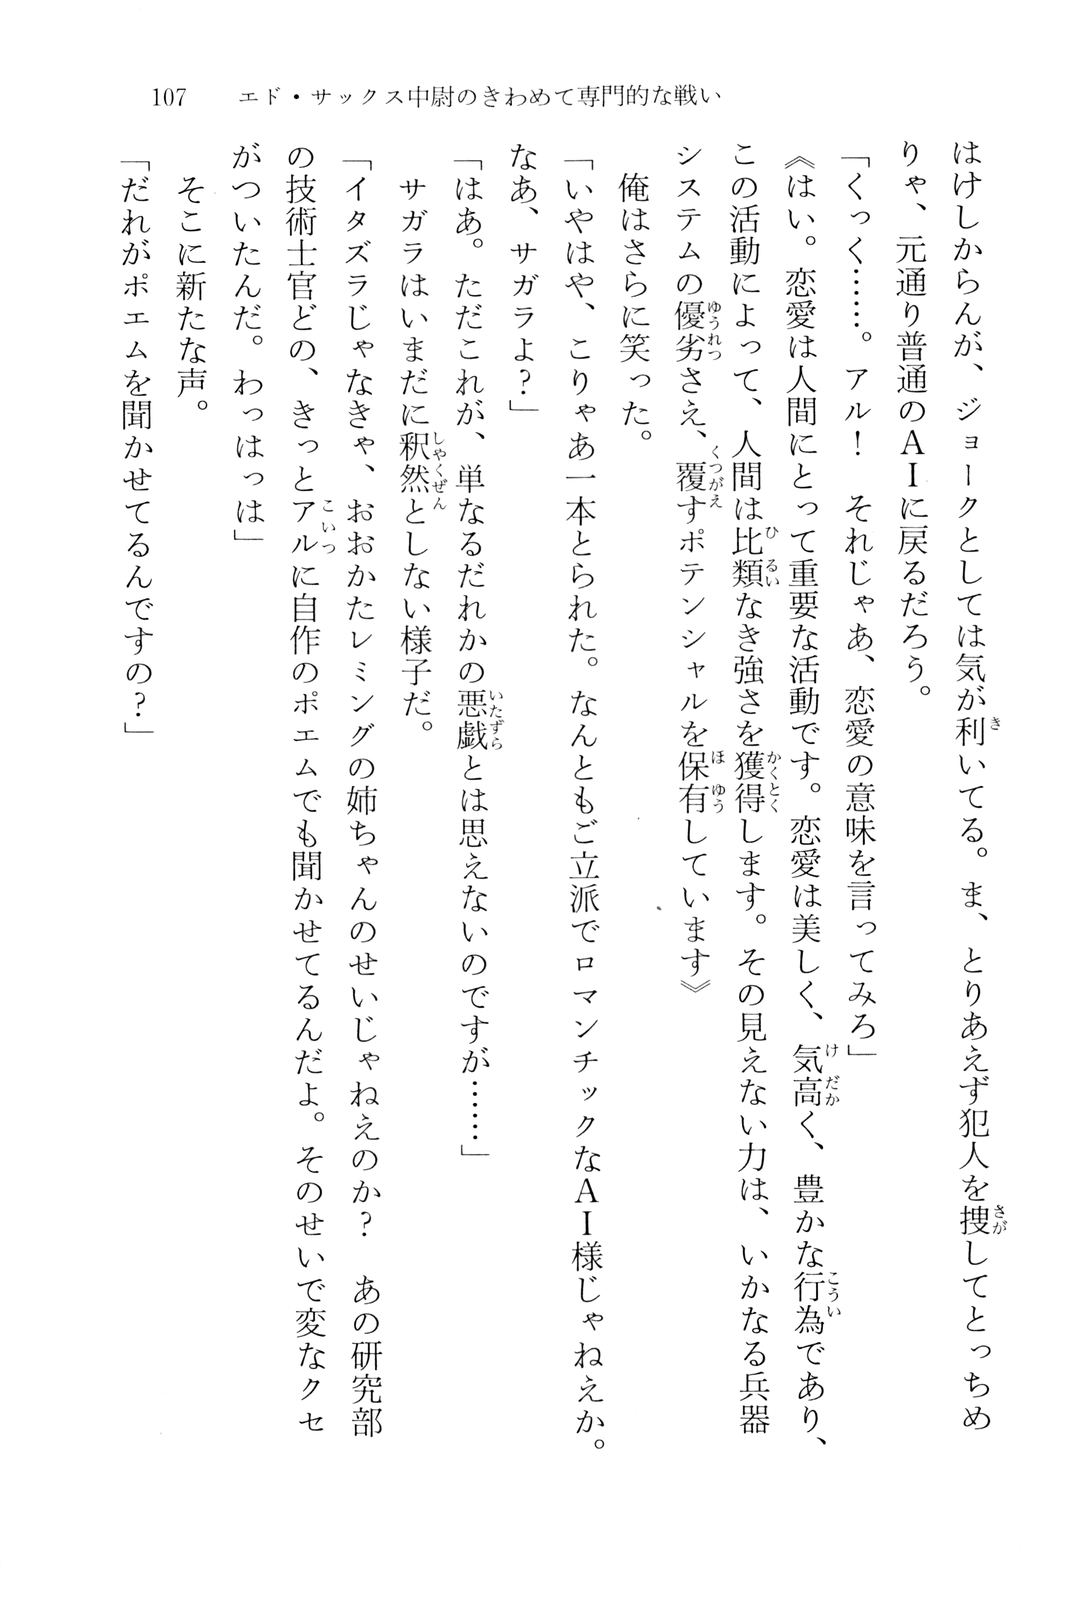 107　エド・サックス中尉のきわめて専門的な戦い
はけしからんが、ジョークとしては気が利いてる。ま、とりあえず犯人を捜してとっちめ
りゃ、元通り普通のAIに戻るだろう。
「くっく……。アル！　それじゃあ、恋愛の意味を言ってみろ」
《はい。恋愛は人間にとって重要な活動です。恋愛は美しく、気高く、豊かな行為であり、
この活動によって、人間は比類なき強さを獲得します。その見えない力は、いかなる兵器
システムの優劣さえ、覆すポテンシャルを保有しています》
　俺はさらに笑った。
「いやはや、こりゃあ一本とられた。なんともご立派でロマンチックなAI様じゃねえか。
なあ、サガラよ？」
「はあ。ただこれが、単なるだれかの悪戯とは思えないのですが……」
　サガラはいまだに釈然としない様子だ。
「イタズラじゃなきゃ、おおかたレミングの姉ちゃんのせいじゃねえのか？　あの研究部
の技術士官どの、きっとアルに自作のポエムでも聞かせてるんだよ。そのせいで変なクセ
がついたんだ。わっはっは」
　そこに新たな声。
「だれがポエムを聞かせてるんですの？」